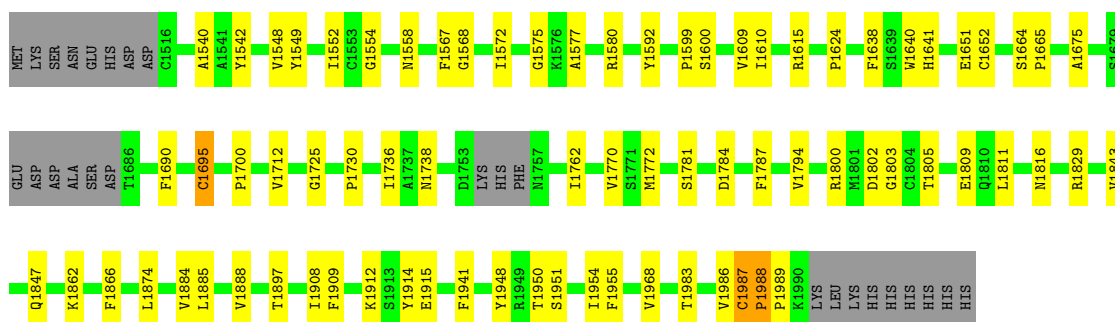 MET LYS SER ASN GLU HIS ASP ASP C1516 A1540 A1541 Y1542 V1548 Y1549 I1552 C1553 G1554 N1558 F1567 G1568 I1572 G1575 K1576 A1577 R1580 Y1592 P1599 S1600 V1609 I1610 R1615 P1624 F1638 S1639 W1640 H1641 E1651 C1652 S1664 P1665 A1675 S1679
GLU ASP ASP ALA SER ASP T1686 F1690 C1695 P1700 V1712 G1725 P1730 I1736 A1737 N1738 D1753 LYS HIS PHE N1757 I1762 V1770 S1771 M1772 S1781 D1784 F1787 V1794 R1800 M1801 D1802 G1803 C1804 T1805 E1809 Q1810 L1811 N1816 R1829
Q1847 K1862 F1866 L1874 V1884 L1885 V1888 T1897 I1908 F1909 K1912 S1913 Y1914 E1915 F1941 Y1948 R1949 T1950 S1951 I1954 F1955 V1968 T1983 V1986 C1987 P1988 P1989 K1990 LYS LEU LYS HIS HIS HIS HIS HIS HIS